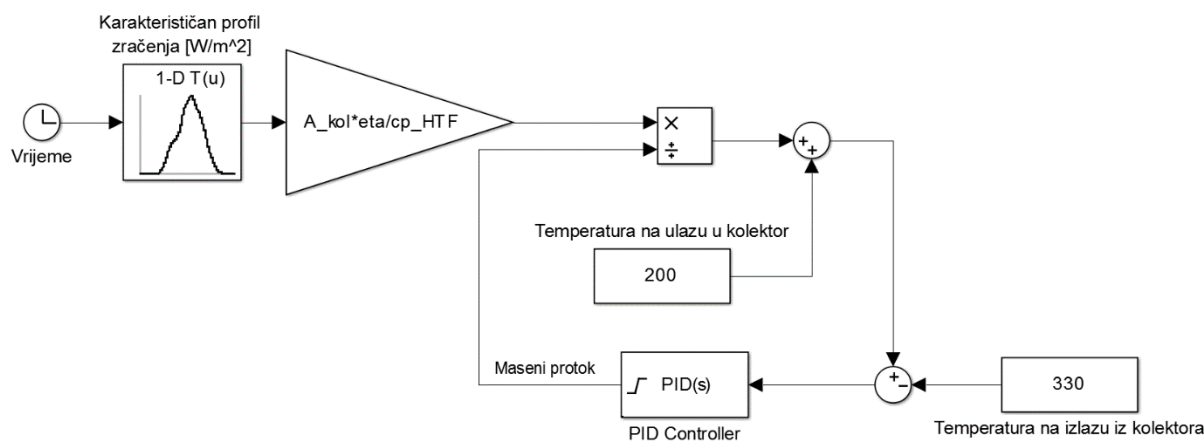 Karakterističan profil
zračenja [W/m^2]
1-D T(u)
Vrijeme
A_kol*eta/cp_HTF
×
÷
+
+
Temperatura na ulazu u kolektor
200
Maseni protok
PID(s)
PID Controller
+
−
330
Temperatura na izlazu iz kolektora